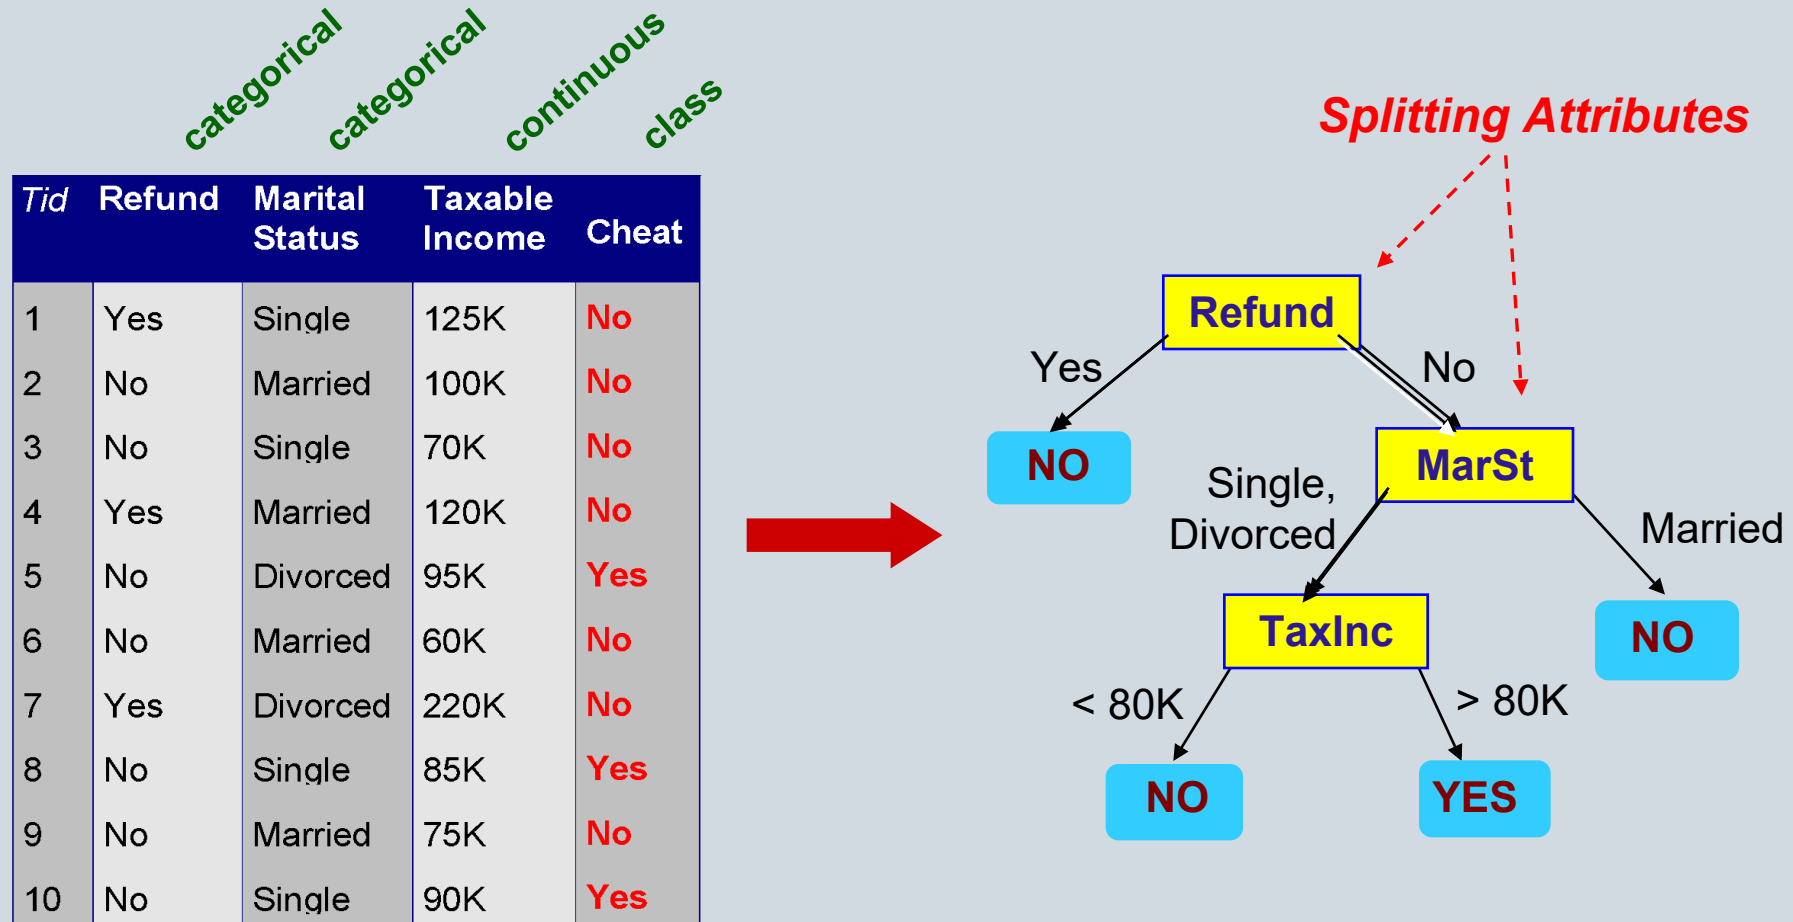 categorical categorical continuous class
Tid Refund Marital Status Taxable Income Cheat
1 Yes Single 125K No
2 No Married 100K No
3 No Single 70K No
4 Yes Married 120K No
5 No Divorced 95K Yes
6 No Married 60K No
7 Yes Divorced 220K No
8 No Single 85K Yes
9 No Married 75K No
10 No Single 90K Yes
Splitting Attributes
Refund
Yes No
NO MarSt
Single,
Divorced
Married
TaxInc NO
< 80K > 80K
NO YES